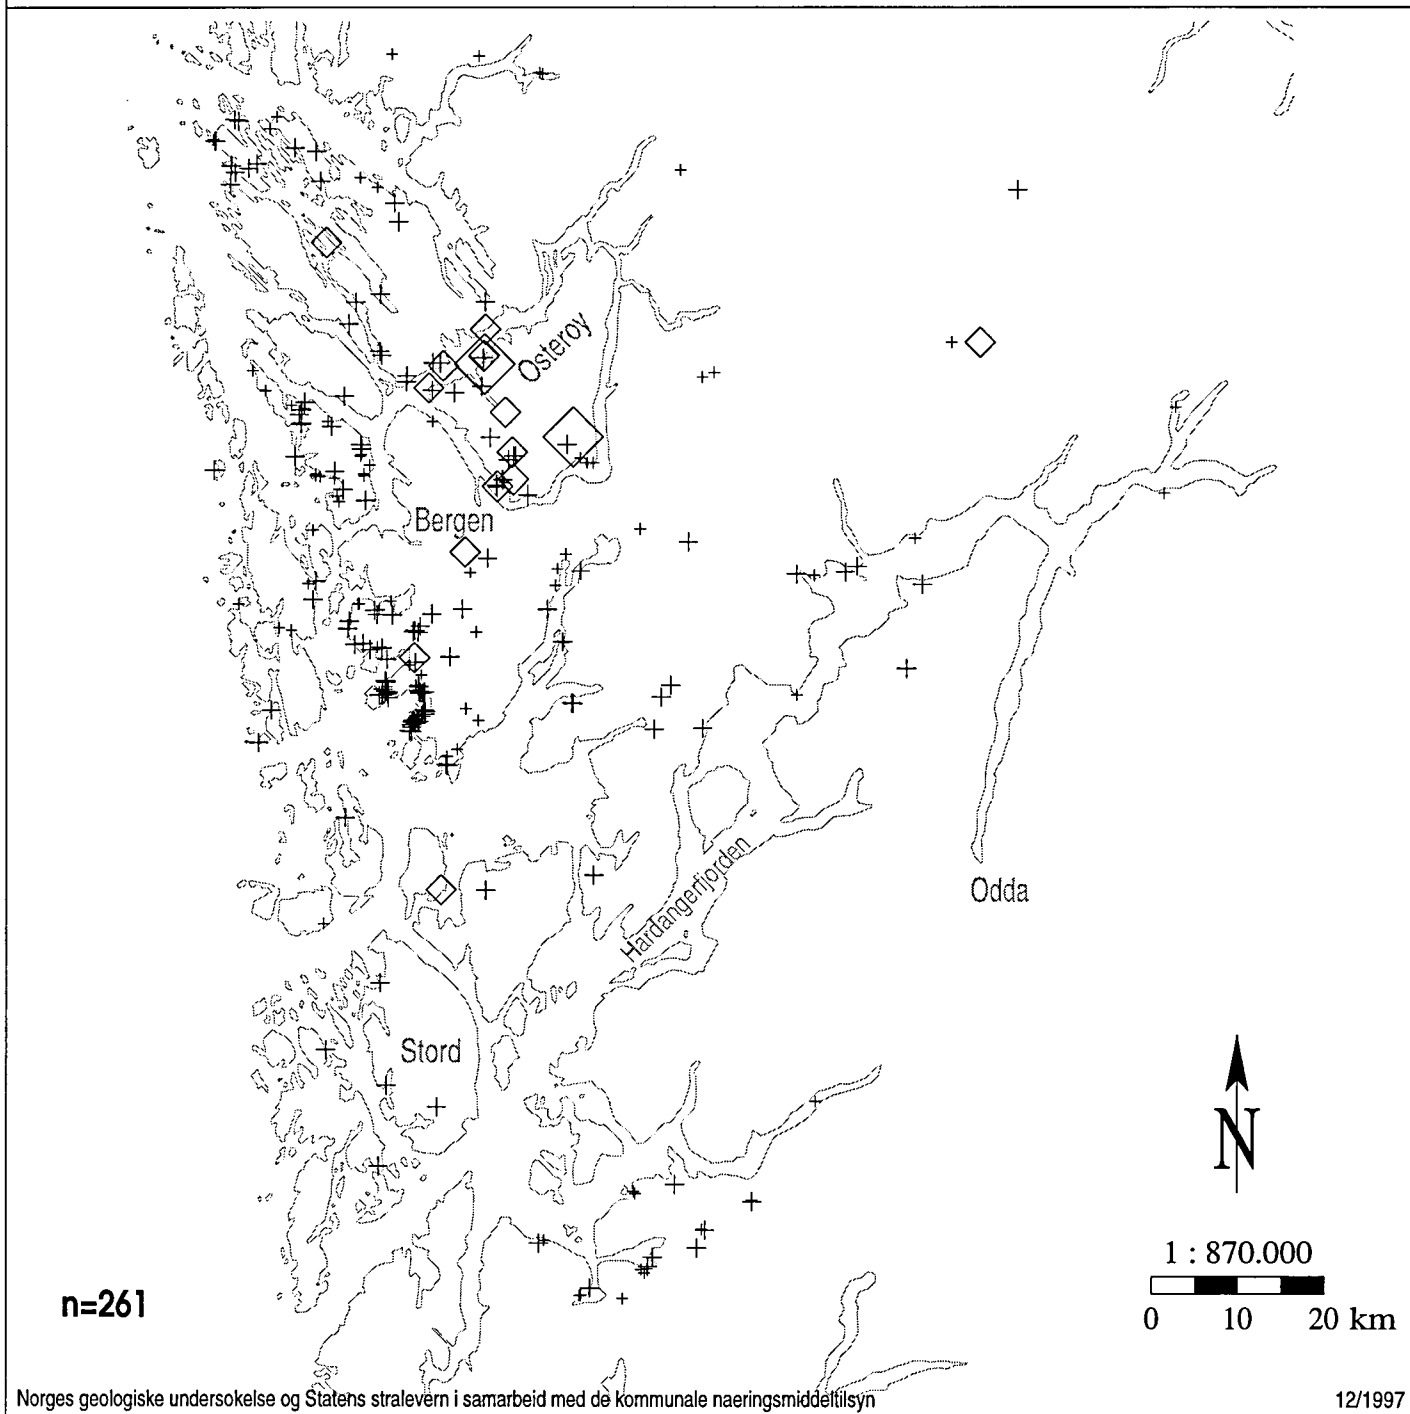 Osteroy
Bergen
Odda
Hardangerfjorden
Stord
N
1 : 870.000
0 10 20 km
n=261
Norges geologiske undersokelse og Statens stralevern i samarbeid med de kommunale naeringsmiddeltilsyn
12/1997